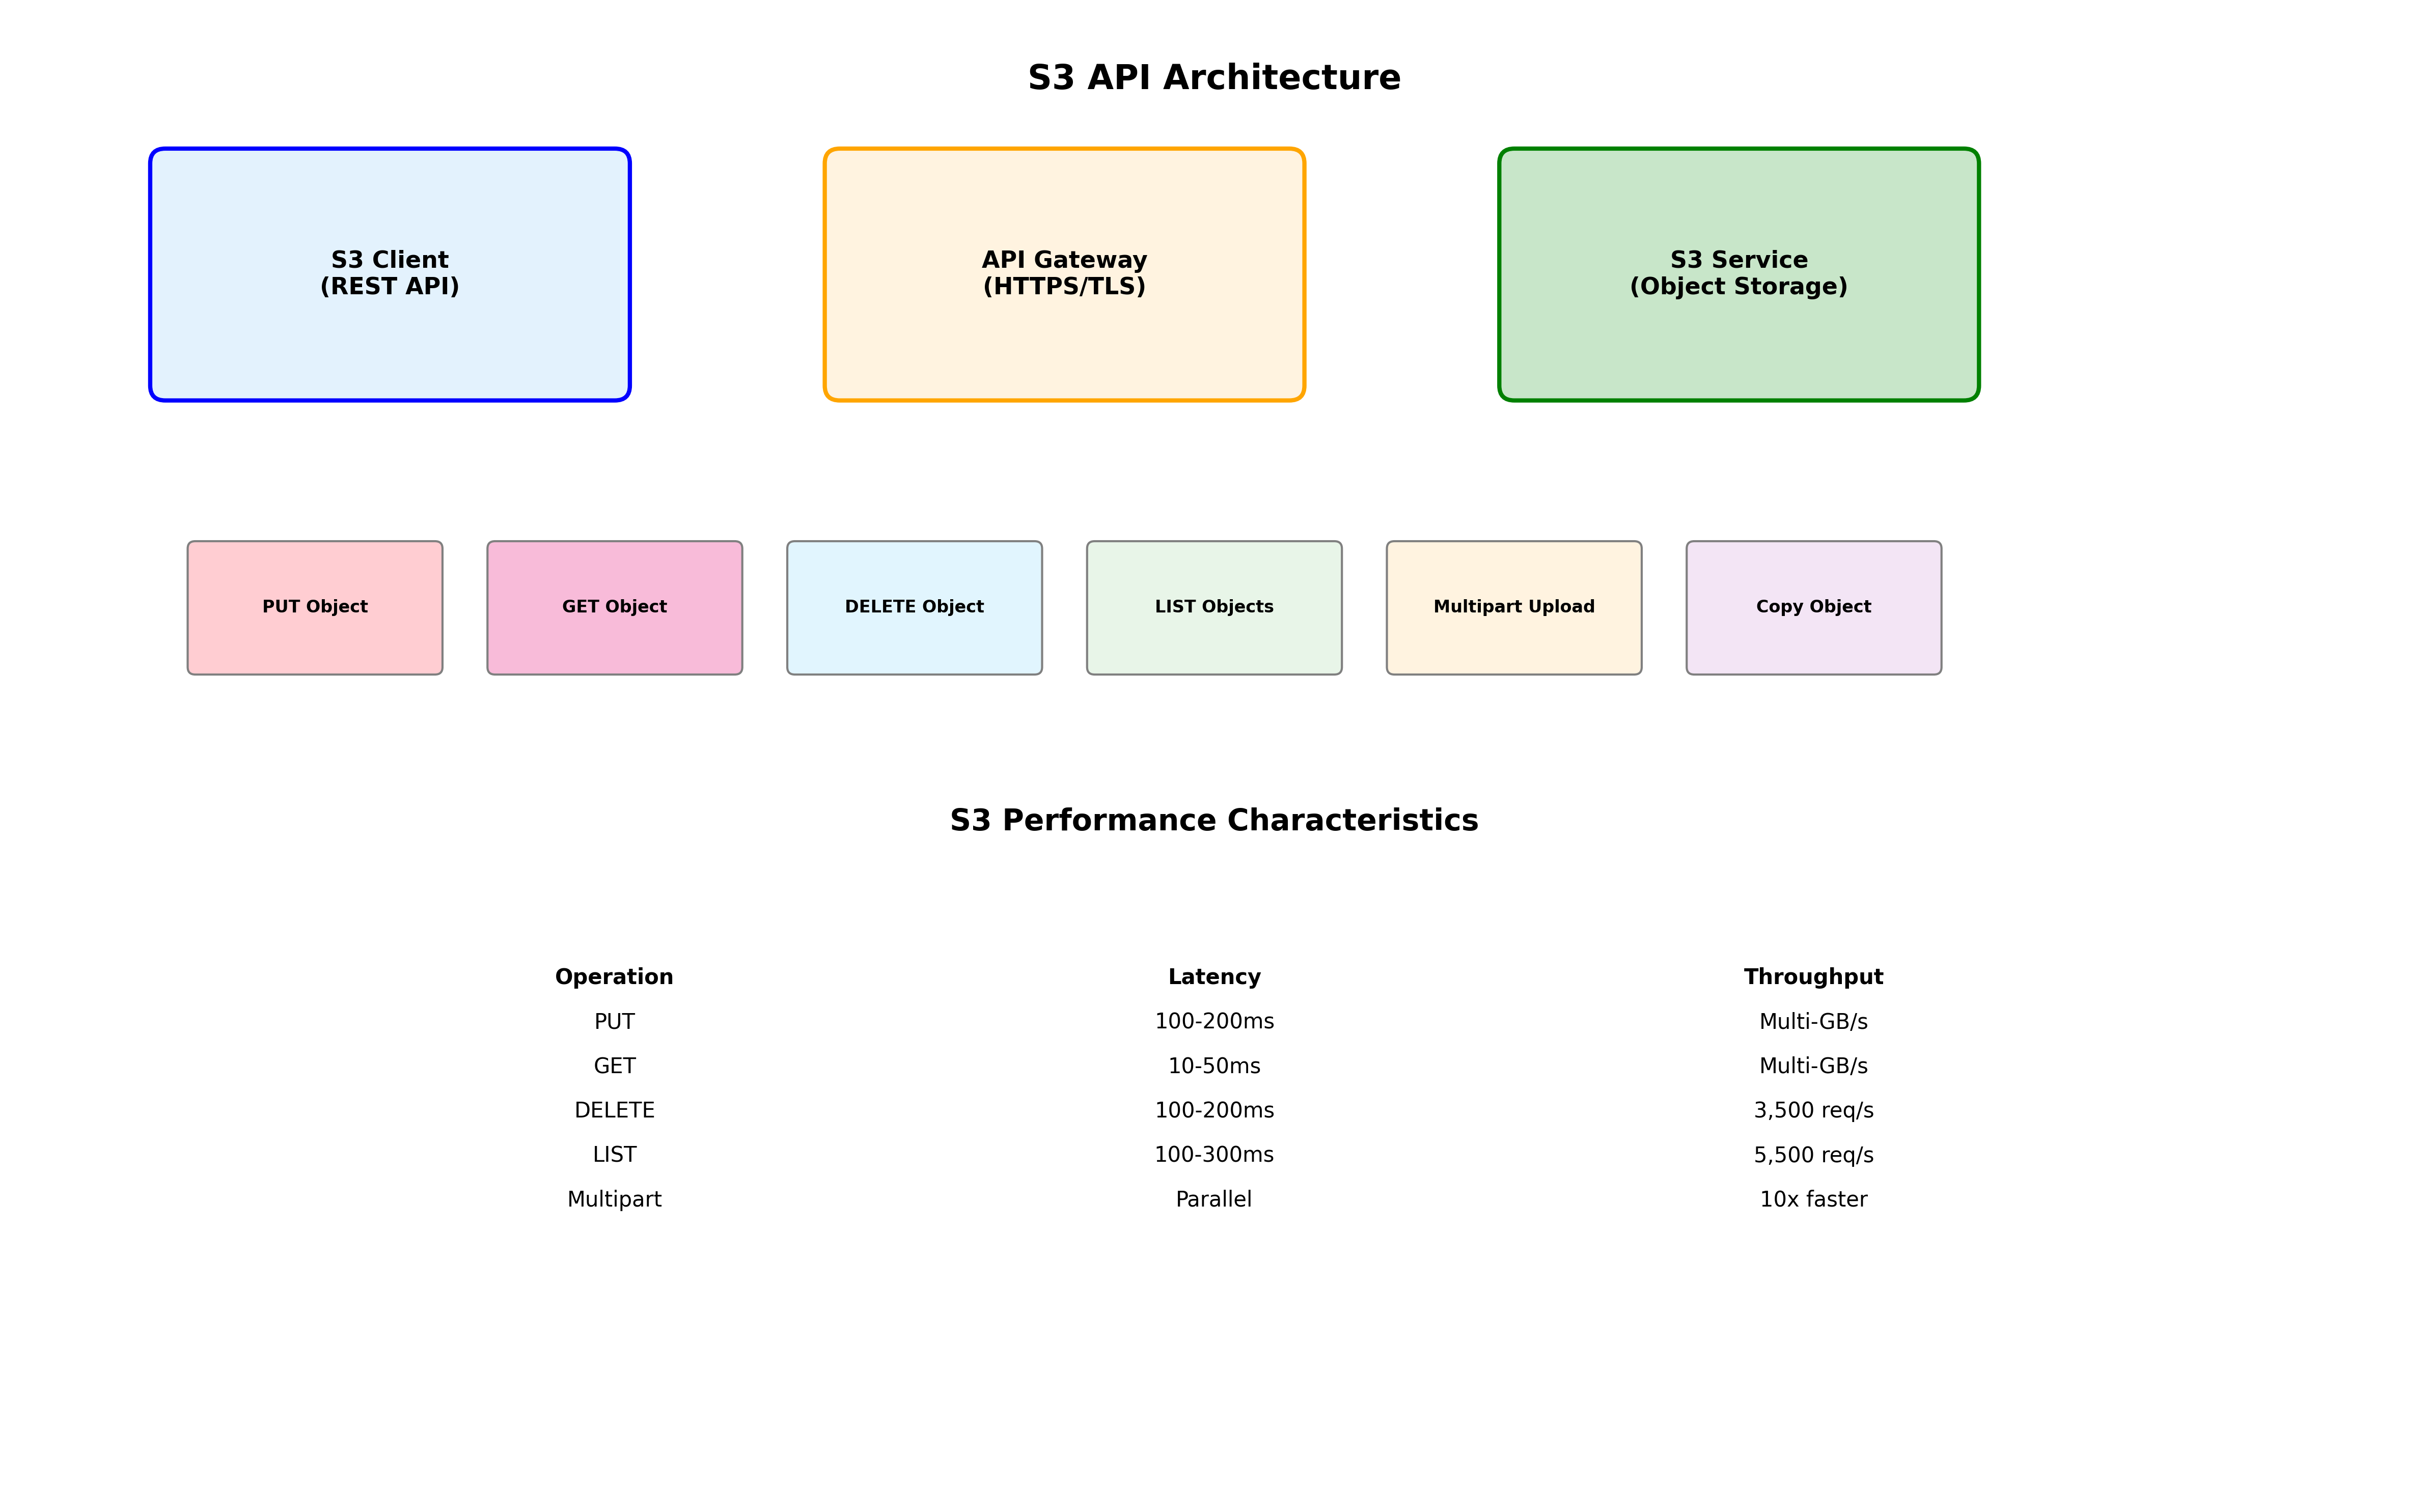 S3 API Architecture
S3 Client
(REST API)
API Gateway
(HTTPS/TLS)
S3 Service
(Object Storage)
PUT Object
GET Object
DELETE Object
LIST Objects
Multipart Upload
Copy Object
S3 Performance Characteristics
Operation Latency Throughput
PUT 100-200ms Multi-GB/s
GET 10-50ms Multi-GB/s
DELETE 100-200ms 3,500 req/s
LIST 100-300ms 5,500 req/s
Multipart Parallel 10x faster